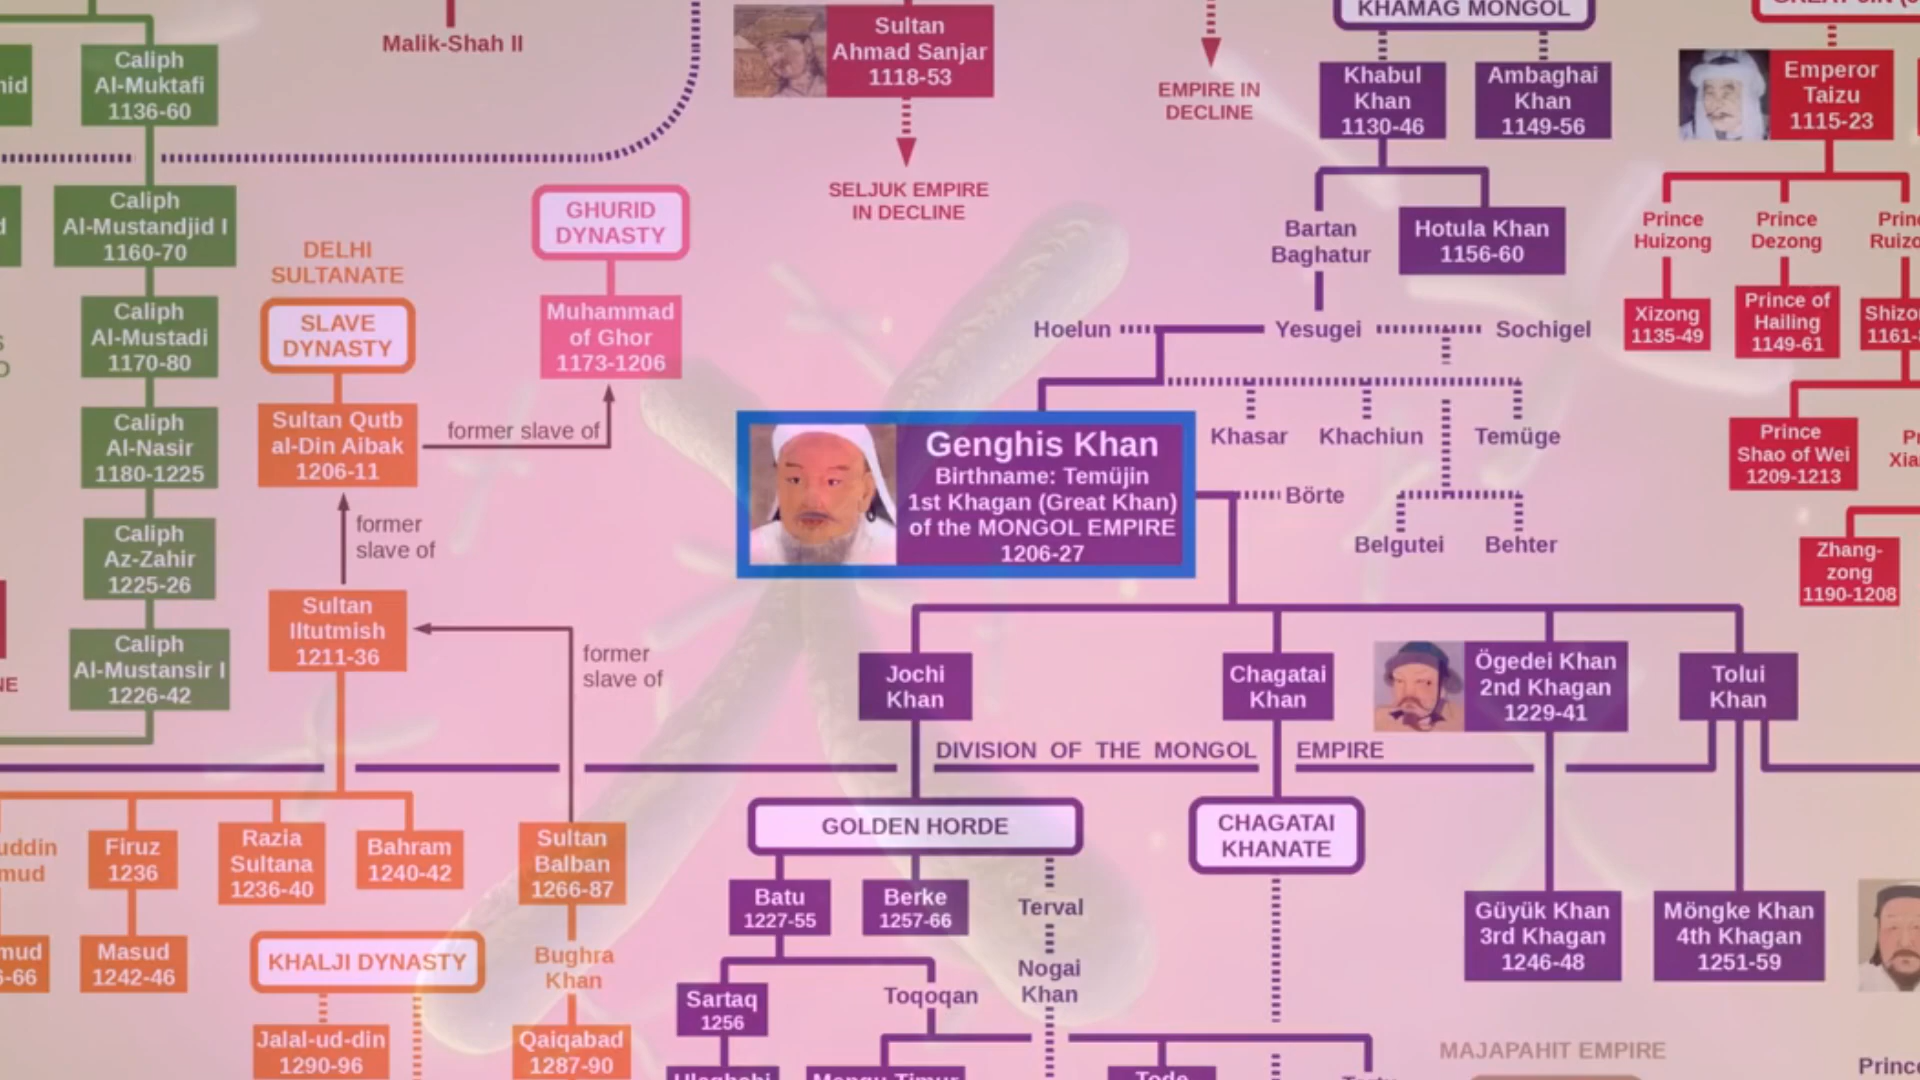 Malik-Shah II
Caliph
Al-Muktafi
1136-60
Sultan
Ahmad Sanjar
1118-53
SELJUK EMPIRE
IN DECLINE
EMPIRE IN
DECLINE
KHAMAG MONGOL
Khabul
Khan
1130-46
Ambaghai
Khan
1149-56
Emperor
Taizu
1115-23
Caliph
Al-Mustandjid I
1160-70
DELHI
SULTANATE
SLAVE
DYNASTY
GHURID
DYNASTY
Muhammad
of Ghor
1173-1206
Bartan
Baghatur
Hotula Khan
1156-60
Prince
Huizong
Prince
Dezong
Xizong
1135-49
Prince of
Hailing
1149-61
Caliph
Al-Mustadi
1170-80
Hoelun
Yesugei
Sochigel
Caliph
Al-Nasir
1180-1225
Sultan Qutb
al-Din Aibak
1206-11
former slave of
Genghis Khan
Birthname: Temüjin
1st Khagan (Great Khan)
of the MONGOL EMPIRE
1206-27
Khasar
Khachiun
Temüge
Börte
Belgutei
Behter
Prince
Shao of Wei
1209-1213
Zhang-
zong
1190-1208
Caliph
Az-Zahir
1225-26
former
slave of
Sultan
Iltutmish
1211-36
former
slave of
Caliph
Al-Mustansir I
1226-42
Jochi
Khan
Chagatai
Khan
Ögedei Khan
2nd Khagan
1229-41
Tolui
Khan
DIVISION OF THE MONGOL EMPIRE
GOLDEN HORDE
CHAGATAI
KHANATE
Firuz
1236
Razia
Sultana
1236-40
Bahram
1240-42
Sultan
Balban
1266-87
Batu
1227-55
Berke
1257-66
Terval
Güyük Khan
3rd Khagan
1246-48
Möngke Khan
4th Khagan
1251-59
Masud
1242-46
KHALJI DYNASTY
Bughra
Khan
Sartaq
1256
Toqoqan
Nogai
Khan
Jalal-ud-din
1290-96
Qaiqabad
1287-90
MAJAPAHIT EMPIRE